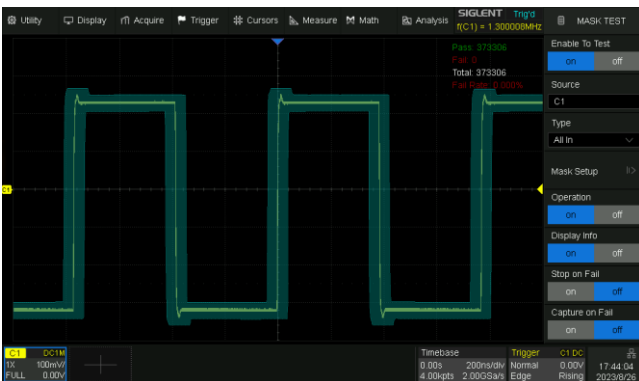 Utility Display Acquire Trigger Cursors Measure Math Analysis SIGLENT Trig'd
f(C1) = 1.300008MHz
MASK TEST
Pass: 373306
Fail: 0
Total: 373306
Fail Rate: 0.000%
Enable To Test
on off
Source
C1
Type
All In
Mask Setup
Operation
on off
Display Info
on off
Stop on Fail
on off
Capture on Fail
on off
C1
C1 DC1M
1X 100mV/
FULL 0.00V
Timebase
0.00s 200ns/div
4.00kpts 2.00GSa/s
Trigger C1 DC
Normal 0.00V
Edge Rising
17:44:04
2023/8/26